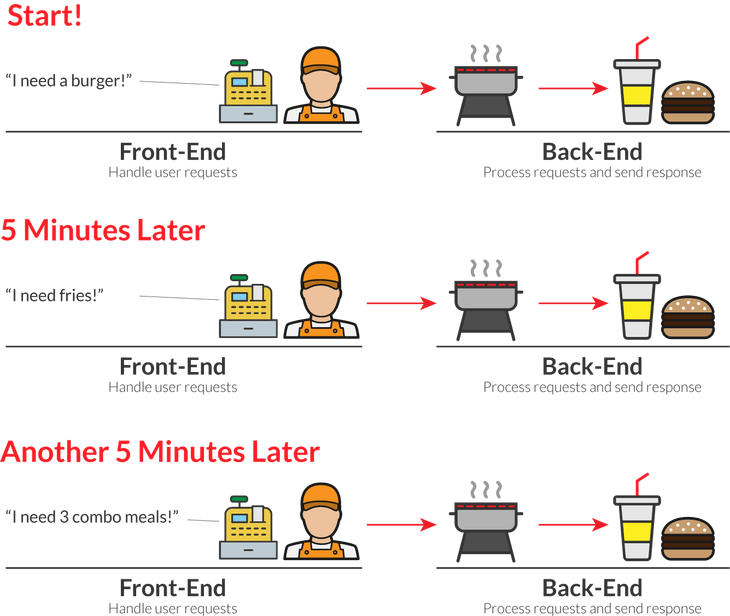 Start!
“I need a burger!”
Front-End
Handle user requests
Back-End
Process requests and send response
5 Minutes Later
“I need fries!”
Front-End
Handle user requests
Back-End
Process requests and send response
Another 5 Minutes Later
“I need 3 combo meals!”
Front-End
Handle user requests
Back-End
Process requests and send response